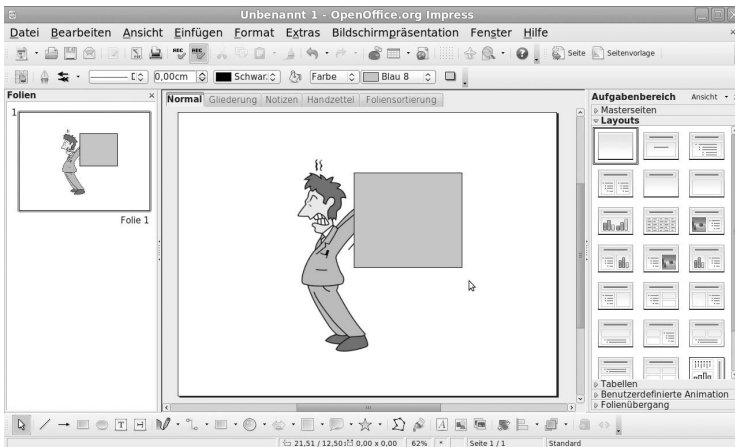 Unbenannt 1 - OpenOffice.org Impress
Datei Bearbeiten Ansicht Einfügen Format Extras Bildschirmpräsentation Fenster Hilfe
Seite Seitenvorlage
0,00cm Schwarz Farbe Blau 8
Folien
1
Folie 1
Normal Gliederung Notizen Handzettel Foliensortierung
Aufgabenbereich Ansicht
Masterseiten
Layouts
Tabellen
Benutzerdefinierte Animation
Folienübergang
21,51 / 12,50 0,00 x 0,00 62% * Seite 1 / 1 Standard